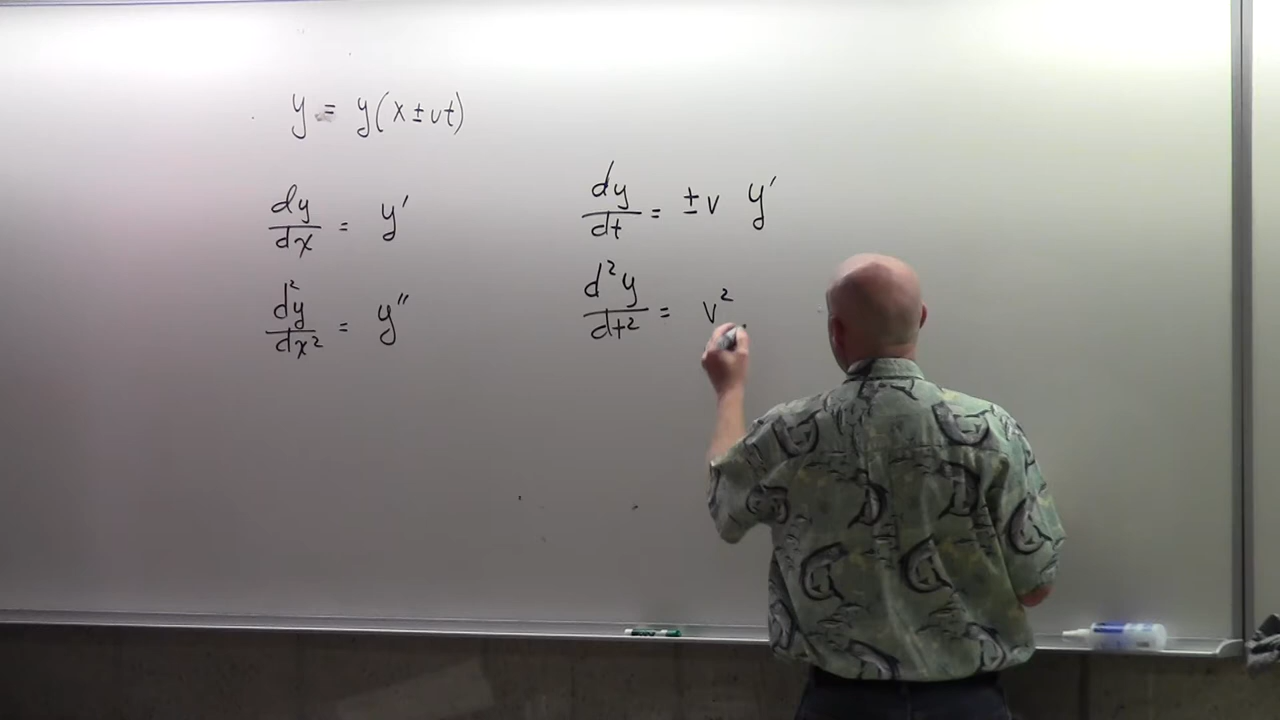 y = y(x ± vt)
dy/dx = y′
dy/dt = ± v y′
d²y/dx² = y″
d²y/dt² = v²